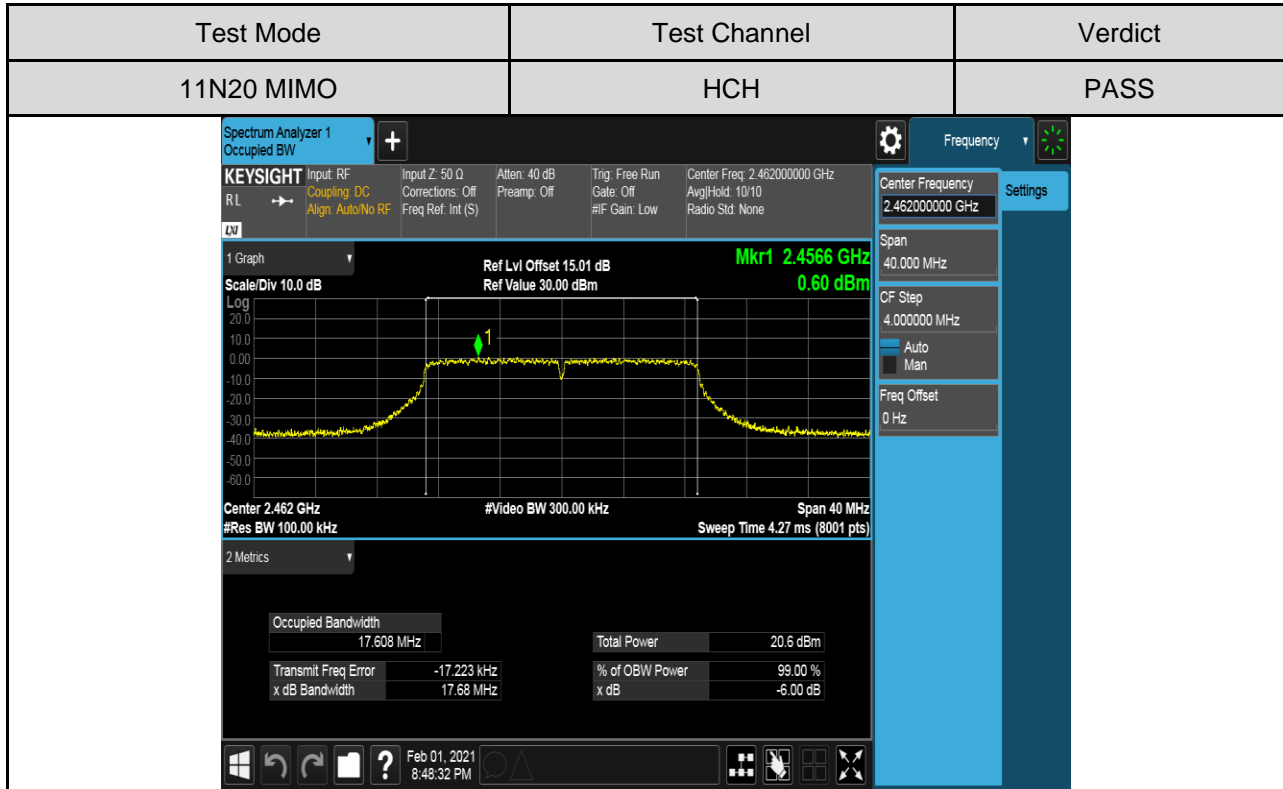 Test Mode Test Channel Verdict
11N20 MIMO HCH PASS
Spectrum Analyzer 1
Occupied BW
+
Frequency
KEYSIGHT
RL
LXI
Input: RF
Coupling: DC
Align: Auto/No RF
Input Z: 50 Ω
Corrections: Off
Freq Ref: Int (S)
Atten: 40 dB
Preamp: Off
Trig: Free Run
Gate: Off
#IF Gain: Low
Center Freq: 2.462000000 GHz
Avg|Hold: 10/10
Radio Std: None
Center Frequency
2.462000000 GHz
Settings
Span
40.000 MHz
CF Step
4.000000 MHz
Auto
Man
Freq Offset
0 Hz
1 Graph
Scale/Div 10.0 dB
Ref Lvl Offset 15.01 dB
Ref Value 30.00 dBm
Mkr1 2.4566 GHz
0.60 dBm
Log
20.0
10.0
0.00
-10.0
-20.0
-30.0
-40.0
-50.0
-60.0
1
Center 2.462 GHz #Video BW 300.00 kHz Span 40 MHz
#Res BW 100.00 kHz Sweep Time 4.27 ms (8001 pts)
2 Metrics
Occupied Bandwidth
17.608 MHz
Total Power 20.6 dBm
Transmit Freq Error -17.223 kHz % of OBW Power 99.00 %
x dB Bandwidth 17.68 MHz x dB -6.00 dB
?
Feb 01, 2021
8:48:32 PM